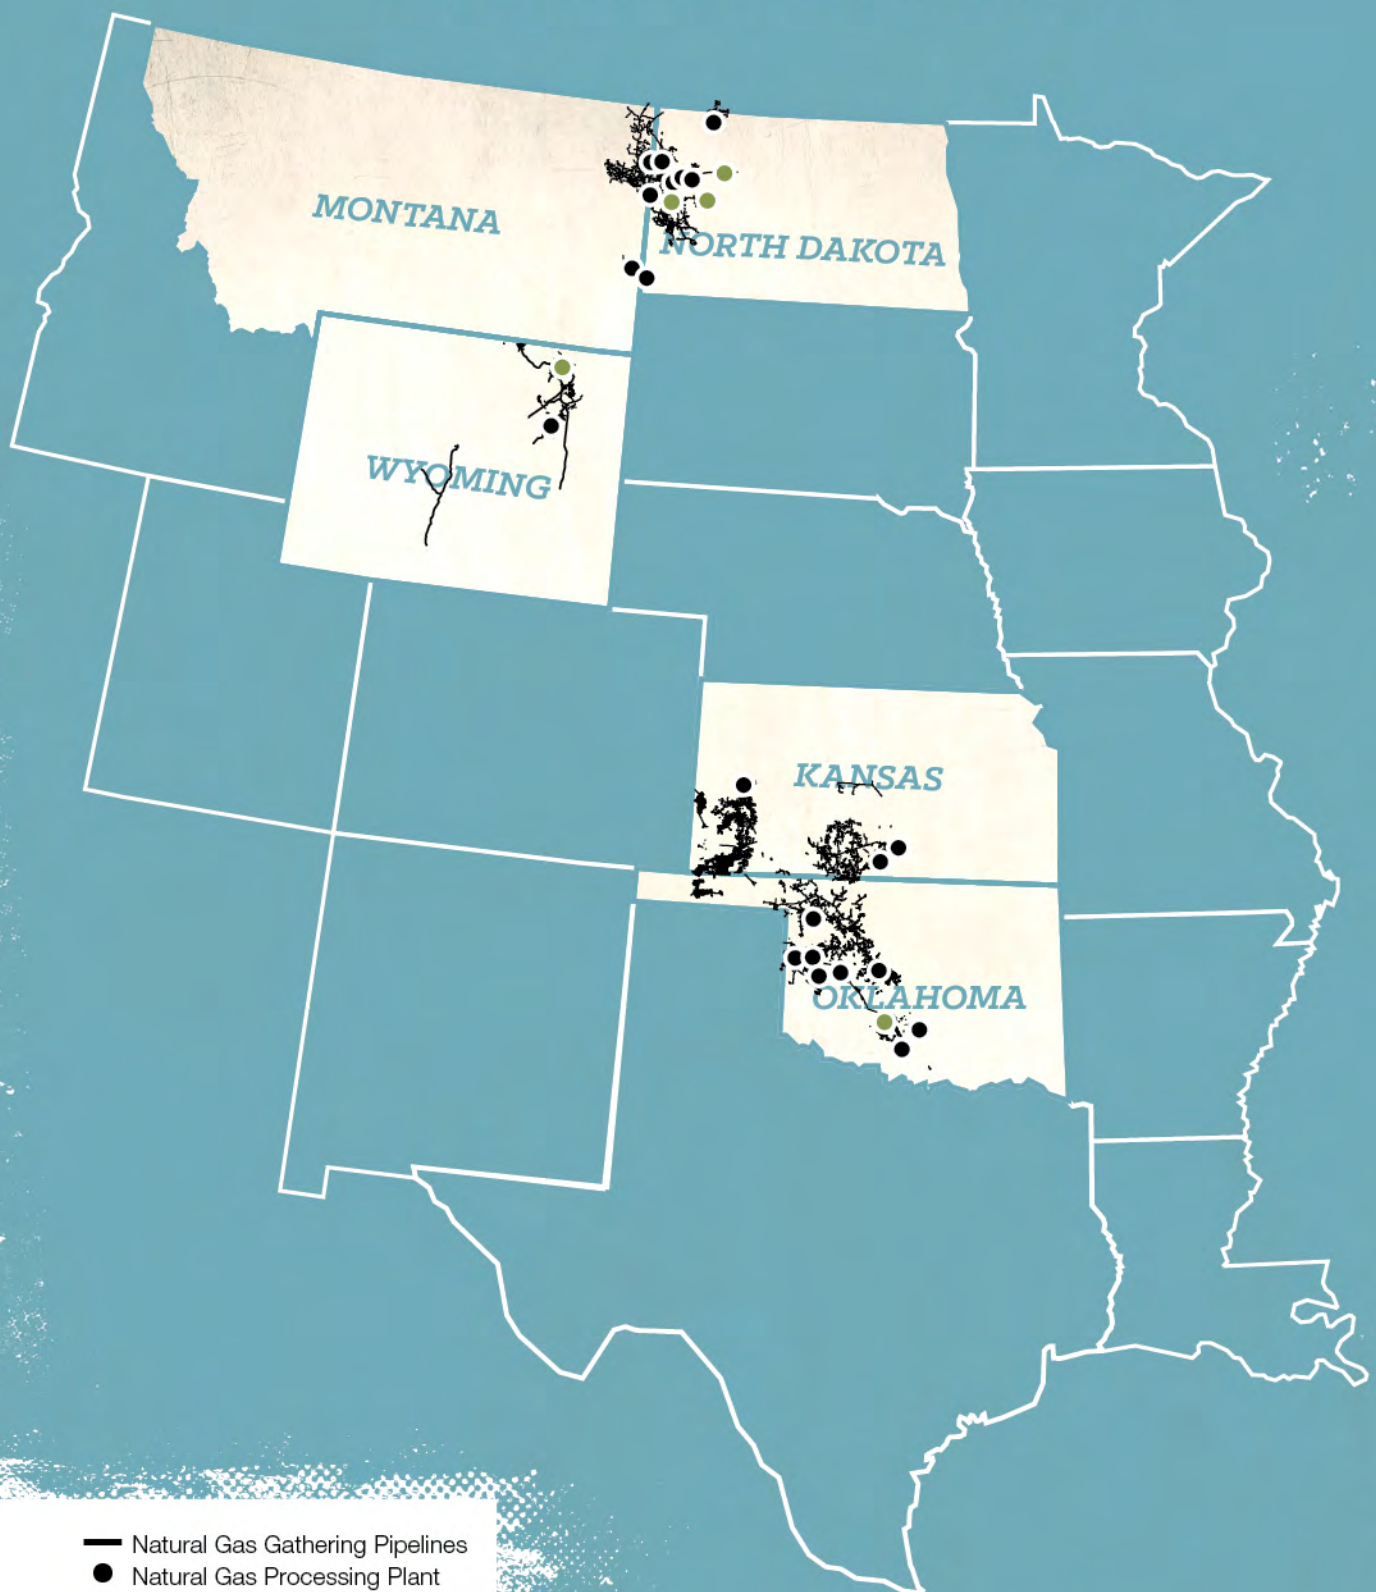 MONTANA
NORTH DAKOTA
WYOMING
KANSAS
OKLAHOMA
Natural Gas Gathering Pipelines
Natural Gas Processing Plant